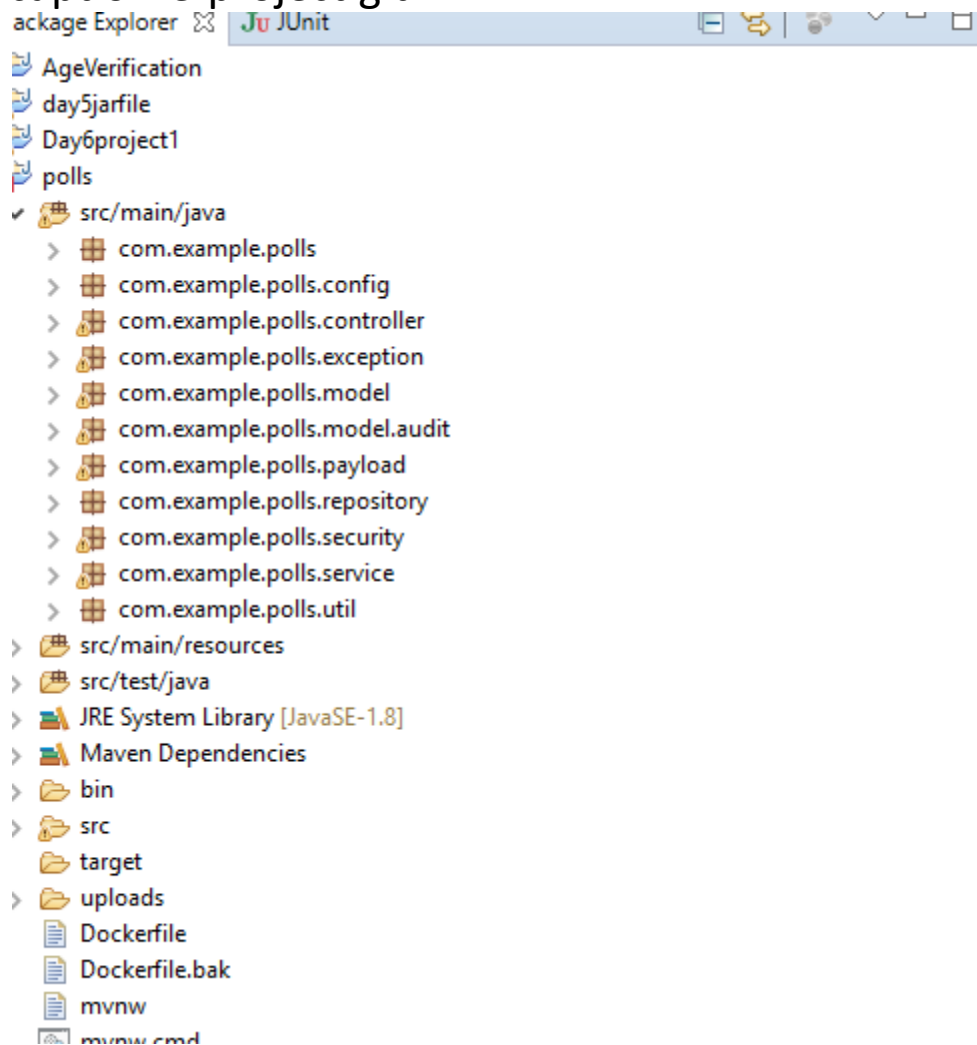 ackage Explorer JU JUnit
AgeVerification
day5jarfile
Day6project1
polls
src/main/java
com.example.polls
com.example.polls.config
com.example.polls.controller
com.example.polls.exception
com.example.polls.model
com.example.polls.model.audit
com.example.polls.payload
com.example.polls.repository
com.example.polls.security
com.example.polls.service
com.example.polls.util
src/main/resources
src/test/java
JRE System Library [JavaSE-1.8]
Maven Dependencies
bin
src
target
uploads
Dockerfile
Dockerfile.bak
mvnw
mvnw.cmd